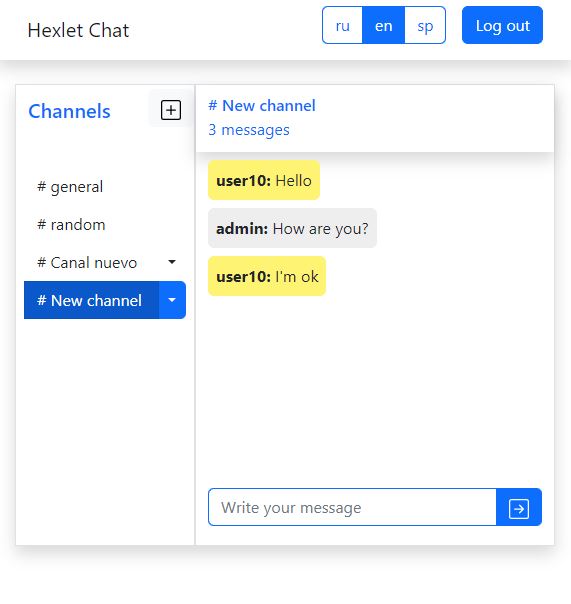 Hexlet Chat
ru en sp
Log out
Channels
# general
# random
# Canal nuevo
# New channel
# New channel
3 messages
user10: Hello
admin: How are you?
user10: I'm ok
Write your message